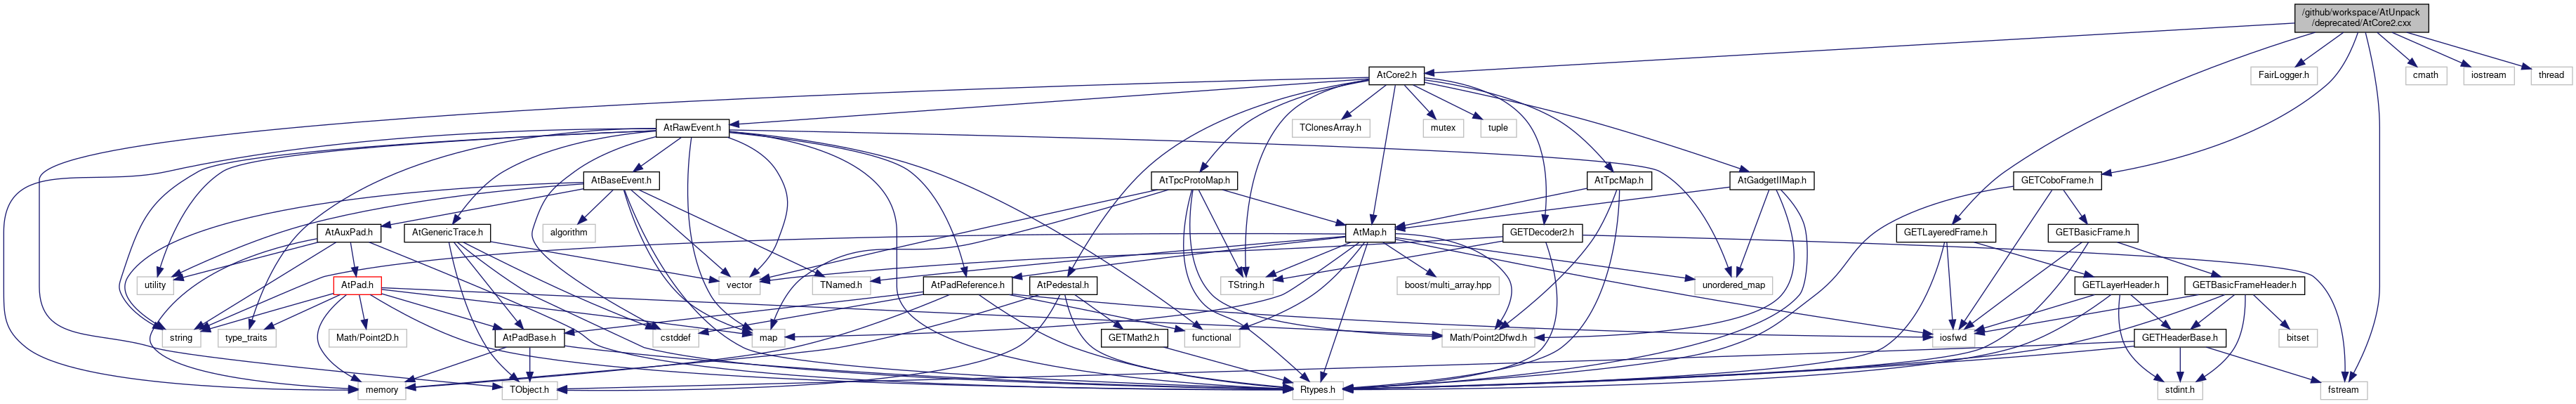 /github/workspace/AtUnpack
/deprecated/AtCore2.cxx
AtCore2.h
FairLogger.h
cmath
iostream
thread
AtRawEvent.h
TClonesArray.h
mutex
tuple
AtBaseEvent.h
AtTpcProtoMap.h
AtTpcMap.h
AtGadgetIIMap.h
GETCoboFrame.h
AtAuxPad.h
AtGenericTrace.h
algorithm
AtMap.h
GETDecoder2.h
GETLayeredFrame.h
GETBasicFrame.h
utility
AtPad.h
vector
TNamed.h
AtPadReference.h
AtPedestal.h
TString.h
boost/multi_array.hpp
unordered_map
GETLayerHeader.h
GETBasicFrameHeader.h
string
type_traits
Math/Point2D.h
AtPadBase.h
cstddef
map
GETMath2.h
functional
Math/Point2Dfwd.h
iosfwd
GETHeaderBase.h
bitset
memory
TObject.h
Rtypes.h
stdint.h
fstream